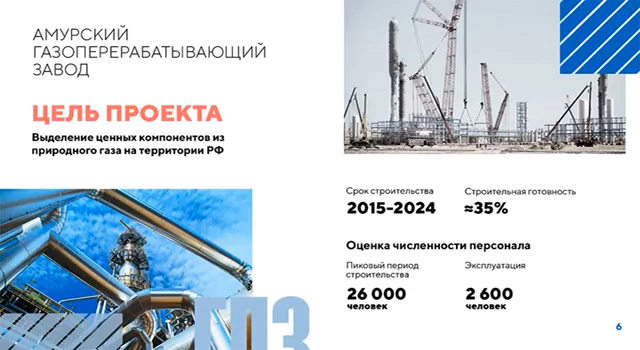 АМУРСКИЙ
ГАЗОПЕРЕРАБАТЫВАЮЩИЙ
ЗАВОД
ЦЕЛЬ ПРОЕКТА
Выделение ценных компонентов из
природного газа на территории РФ
ГПЗ
Срок строительства
2015-2024
Строительная готовность
≈35%
Оценка численности персонала
Пиковый период
строительства
26 000
человек
Эксплуатация
2 600
человек
6